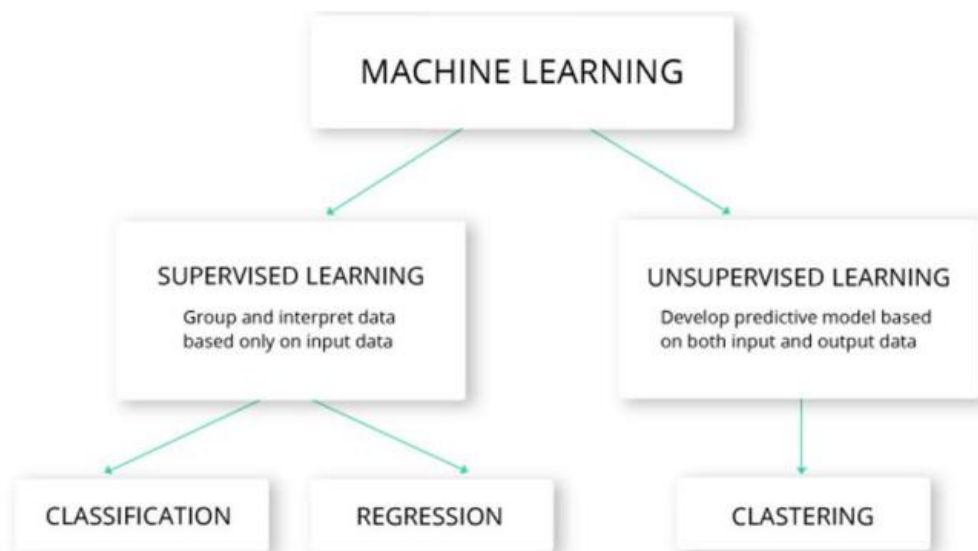 MACHINE LEARNING
SUPERVISED LEARNING
Group and interpret data
based only on input data
UNSUPERVISED LEARNING
Develop predictive model based
on both input and output data
CLASSIFICATION
REGRESSION
CLASTERING